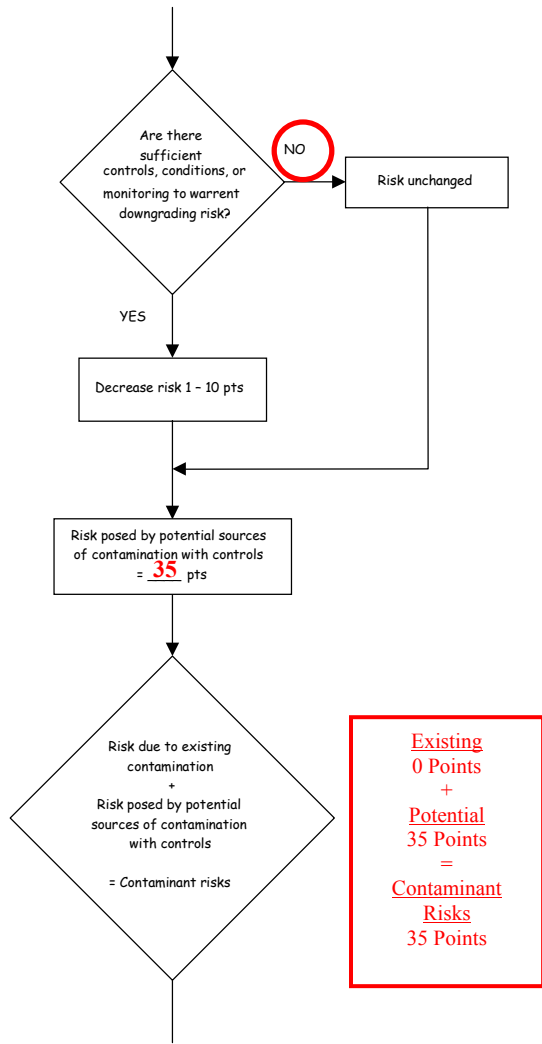 Are there
sufficient
controls, conditions, or
monitoring to warrent
downgrading risk?
NO
Risk unchanged
YES
Decrease risk 1 – 10 pts
Risk posed by potential sources
of contamination with controls
= 35 pts
Risk due to existing
contamination
+
Risk posed by potential
sources of contamination
with controls
= Contaminant risks
Existing
0 Points
+
Potential
35 Points
=
Contaminant
Risks
35 Points